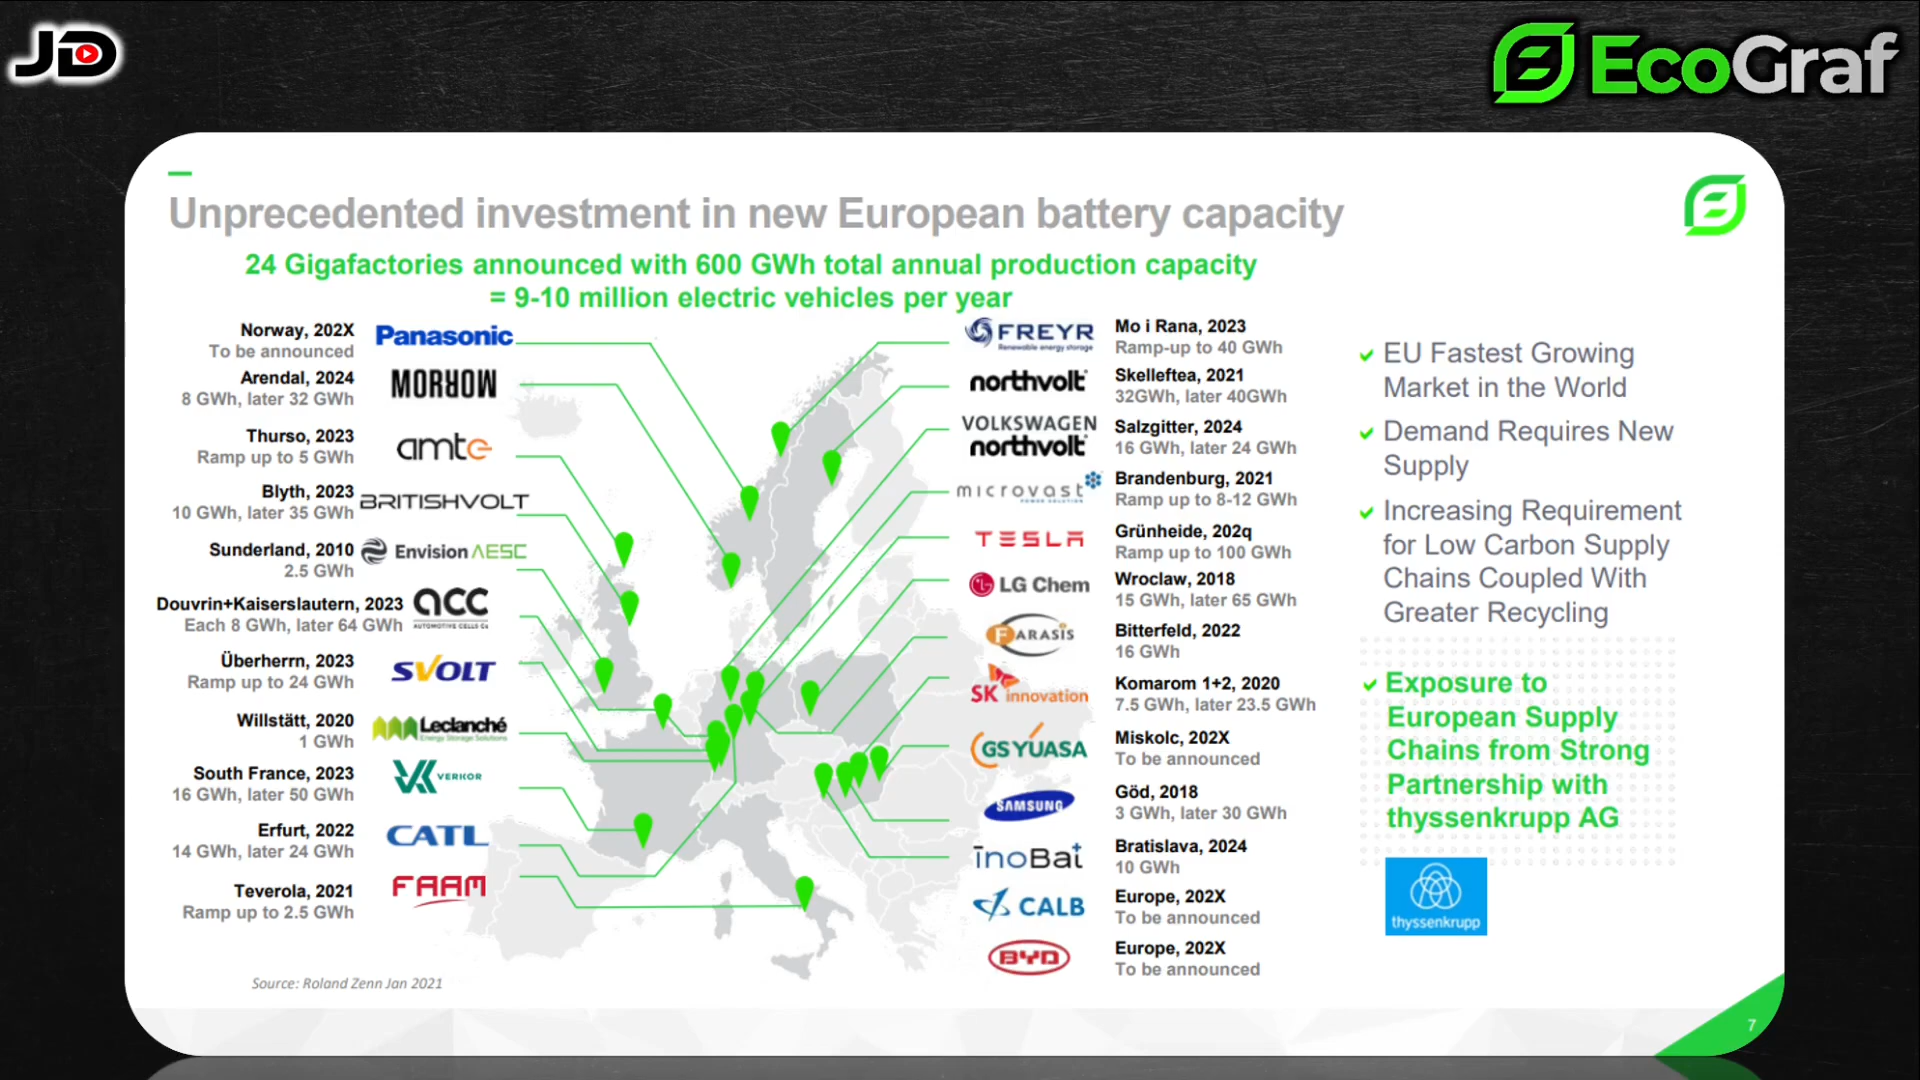 JD
EcoGraf
Unprecedented investment in new European battery capacity
24 Gigafactories announced with 600 GWh total annual production capacity
= 9-10 million electric vehicles per year
Norway, 202X
To be announced
Panasonic
Arendal, 2024
8 GWh, later 32 GWh
MORROW
Thurso, 2023
Ramp up to 5 GWh
amte
Blyth, 2023
10 GWh, later 35 GWh
BRITISHVOLT
Sunderland, 2010
2.5 GWh
Envision AESC
Douvrin+Kaiserslautern, 2023
Each 8 GWh, later 64 GWh
acc
AUTOMOTIVE CELLS Co
Überherrn, 2023
Ramp up to 24 GWh
SVOLT
Willstätt, 2020
1 GWh
Leclanché
Energy Storage Solutions
South France, 2023
16 GWh, later 50 GWh
VERKOR
Erfurt, 2022
14 GWh, later 24 GWh
CATL
Teverola, 2021
Ramp up to 2.5 GWh
FAAM
FREYR
Renewable energy storage
Mo i Rana, 2023
Ramp-up to 40 GWh
northvolt
Skelleftea, 2021
32GWh, later 40GWh
VOLKSWAGEN
northvolt
Salzgitter, 2024
16 GWh, later 24 GWh
microvast
POWER SOLUTION
Brandenburg, 2021
Ramp up to 8-12 GWh
TESLA
Grünheide, 202q
Ramp up to 100 GWh
LG Chem
Wroclaw, 2018
15 GWh, later 65 GWh
FARASIS
Bitterfeld, 2022
16 GWh
SK innovation
Komarom 1+2, 2020
7.5 GWh, later 23.5 GWh
GS YUASA
Miskolc, 202X
To be announced
SAMSUNG
Göd, 2018
3 GWh, later 30 GWh
inoBat
Bratislava, 2024
10 GWh
CALB
Europe, 202X
To be announced
BYD
Europe, 202X
To be announced
EU Fastest Growing
Market in the World
Demand Requires New
Supply
Increasing Requirement
for Low Carbon Supply
Chains Coupled With
Greater Recycling
Exposure to
European Supply
Chains from Strong
Partnership with
thyssenkrupp AG
thyssenkrupp
Source: Roland Zenn Jan 2021
7